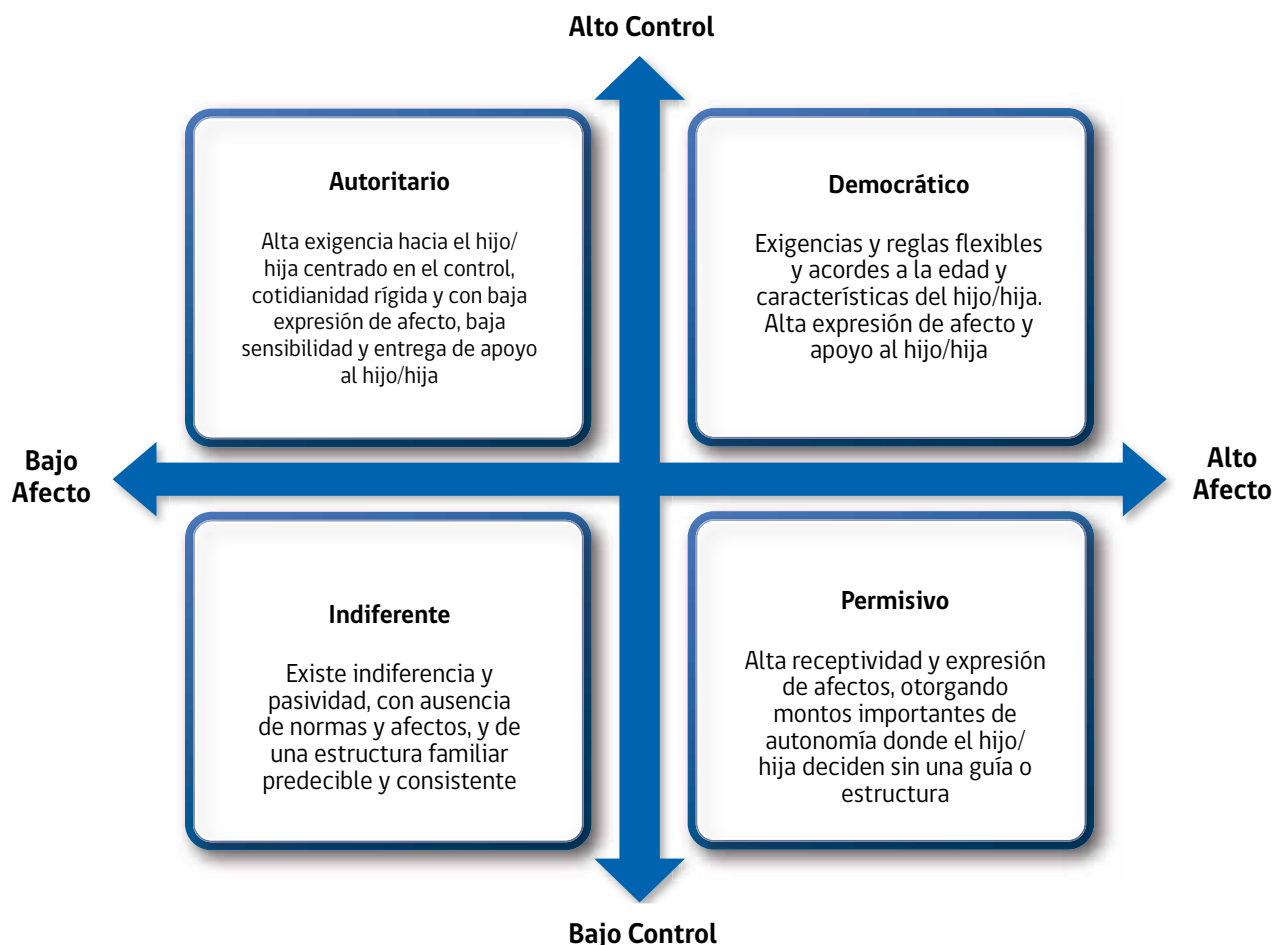 Alto Control
Autoritario
Alta exigencia hacia el hijo/
hija centrado en el control,
cotidianidad rígida y con baja
expresión de afecto, baja
sensibilidad y entrega de apoyo
al hijo/hija
Democrático
Exigencias y reglas flexibles
y acordes a la edad y
características del hijo/hija.
Alta expresión de afecto y
apoyo al hijo/hija
Bajo
Afecto
Alto
Afecto
Indiferente
Existe indiferencia y
pasividad, con ausencia
de normas y afectos, y de
una estructura familiar
predecible y consistente
Permisivo
Alta receptividad y expresión
de afectos, otorgando
montos importantes de
autonomía donde el hijo/
hija deciden sin una guía o
estructura
Bajo Control